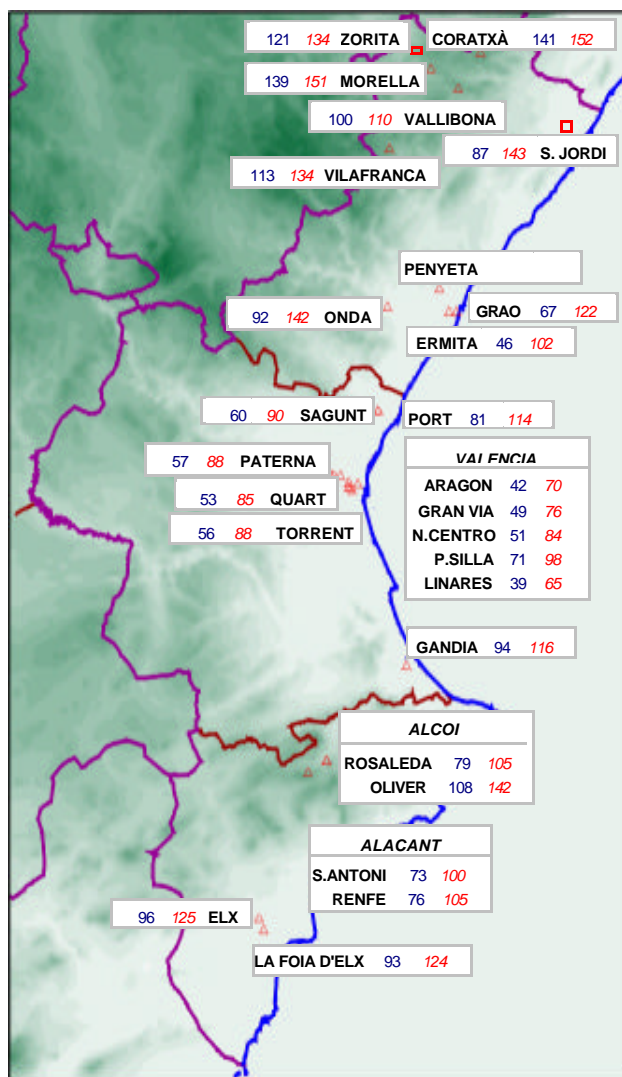 121 134 ZORITA
CORATXÀ 141 152
139 151 MORELLA
100 110 VALLIBONA
87 143 S. JORDI
113 134 VILAFRANCA
PENYETA
92 142 ONDA
GRAO 67 122
ERMITA 46 102
60 90 SAGUNT
PORT 81 114
57 88 PATERNA
53 85 QUART
56 88 TORRENT
VALENCIA
ARAGON 42 70
GRAN VIA 49 76
N.CENTRO 51 84
P.SILLA 71 98
LINARES 39 65
GANDIA 94 116
ALCOI
ROSALEDA 79 105
OLIVER 108 142
ALACANT
S.ANTONI 73 100
RENFE 76 105
96 125 ELX
LA FOIA D'ELX 93 124